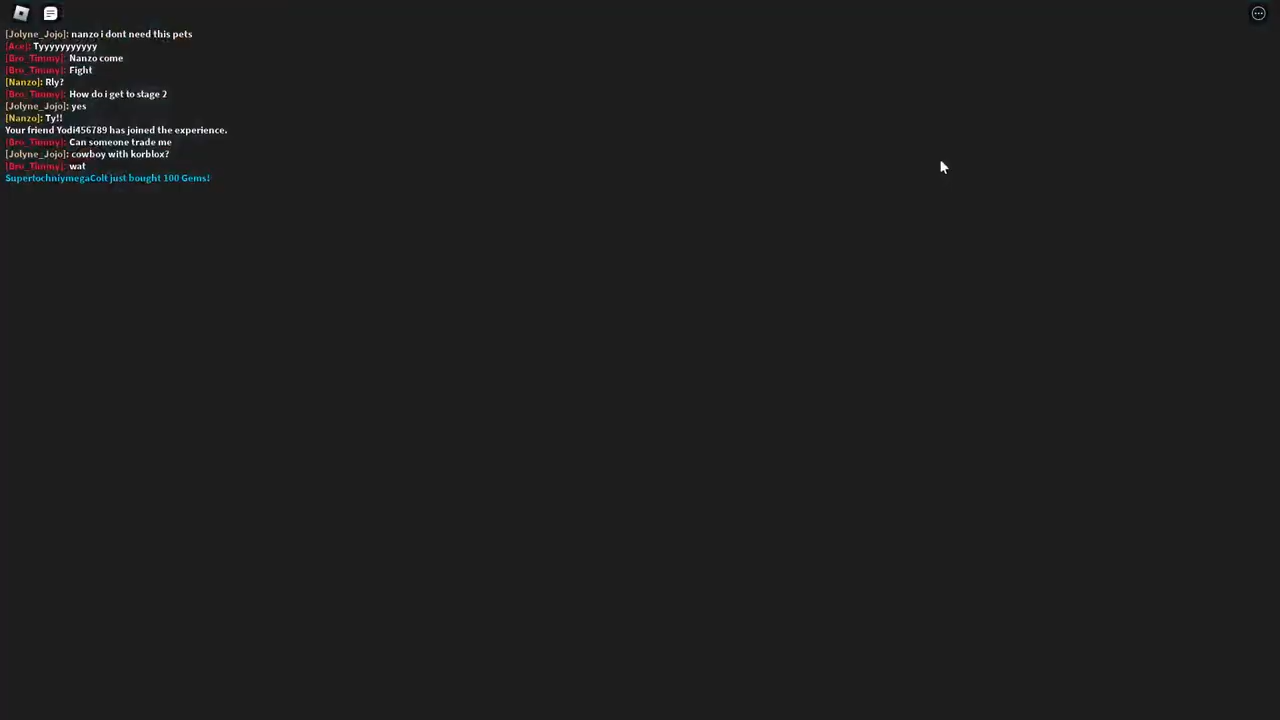 [Jolyne_Jojo]: nanzo i dont need this pets
[Ace]: Tyyyyyyyyyyy
[Bro_Timmy]: Nanzo come
[Bro_Timmy]: Fight
[Nanzo]: Rly?
[Bro_Timmy]: How do i get to stage 2
[Jolyne_Jojo]: yes
[Nanzo]: Ty!!
Your friend Yodi456789 has joined the experience.
[Bro_Timmy]: Can someone trade me
[Jolyne_Jojo]: cowboy with korblox?
[Bro_Timmy]: wat
SupertochniymegaColt just bought 100 Gems!